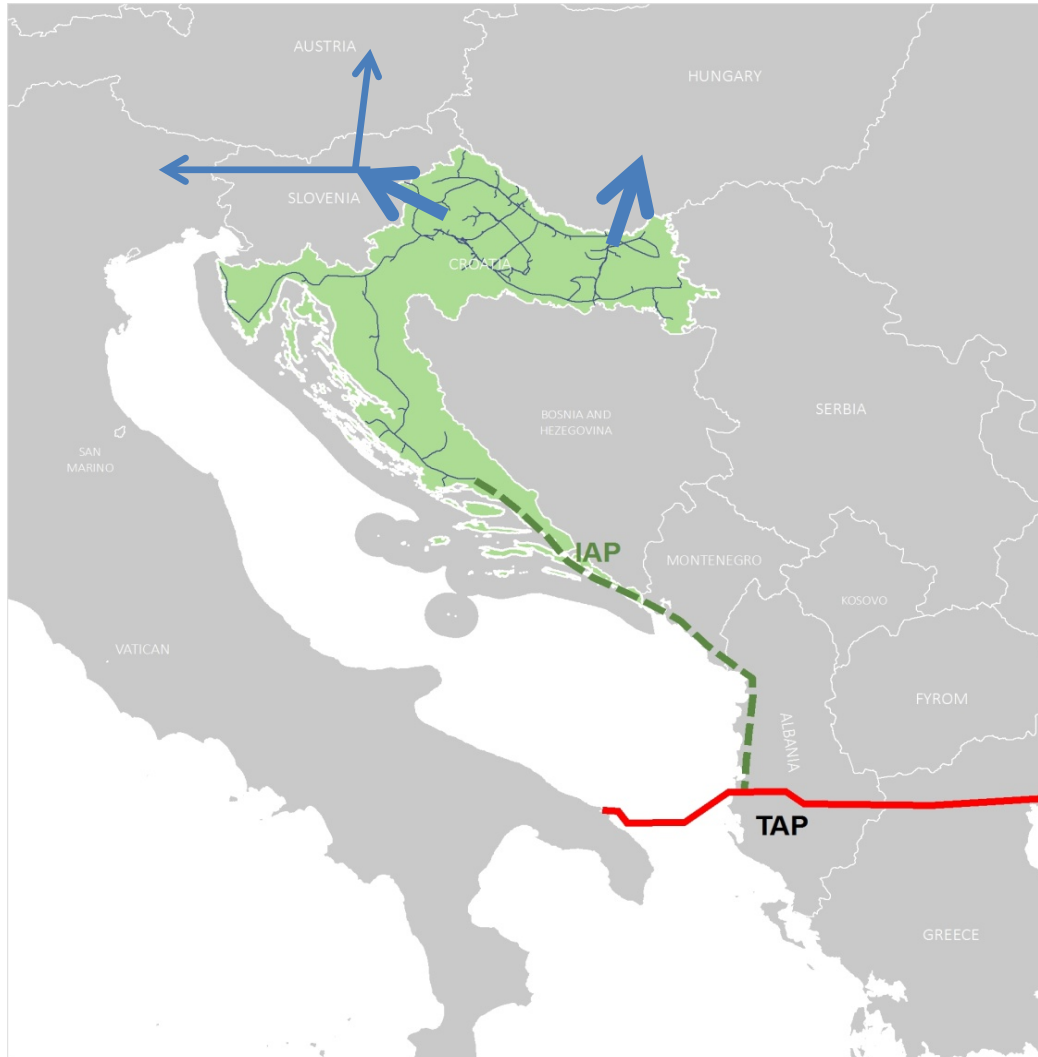 AUSTRIA
HUNGARY
SLOVENIA
CROATIA
BOSNIA AND
HEZEGOVINA
SERBIA
SAN
MARINO
IAP
MONTENEGRO
KOSOVO
VATICAN
FYROM
ALBANIA
TAP
GREECE